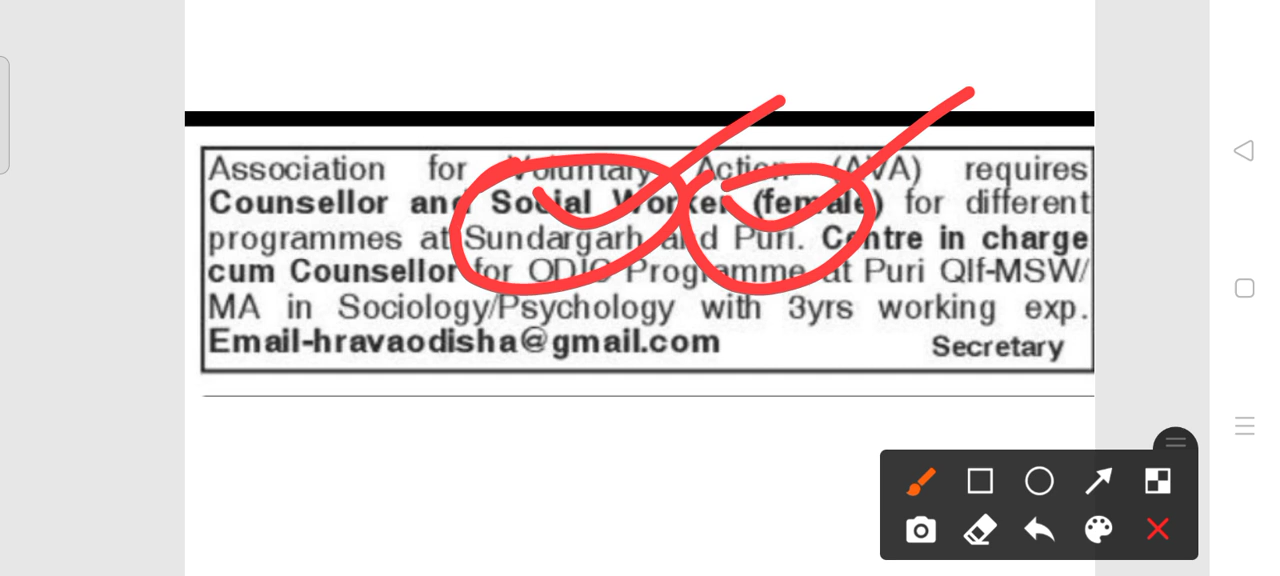 Association for Voluntary Action (AVA) requires
Counsellor and Social Worker (female) for different
programmes at Sundargarh and Puri. Centre in charge
cum Counsellor for ODIC Programme at Puri Qlf-MSW/
MA in Sociology/Psychology with 3yrs working exp.
Email-hravaodisha@gmail.com Secretary